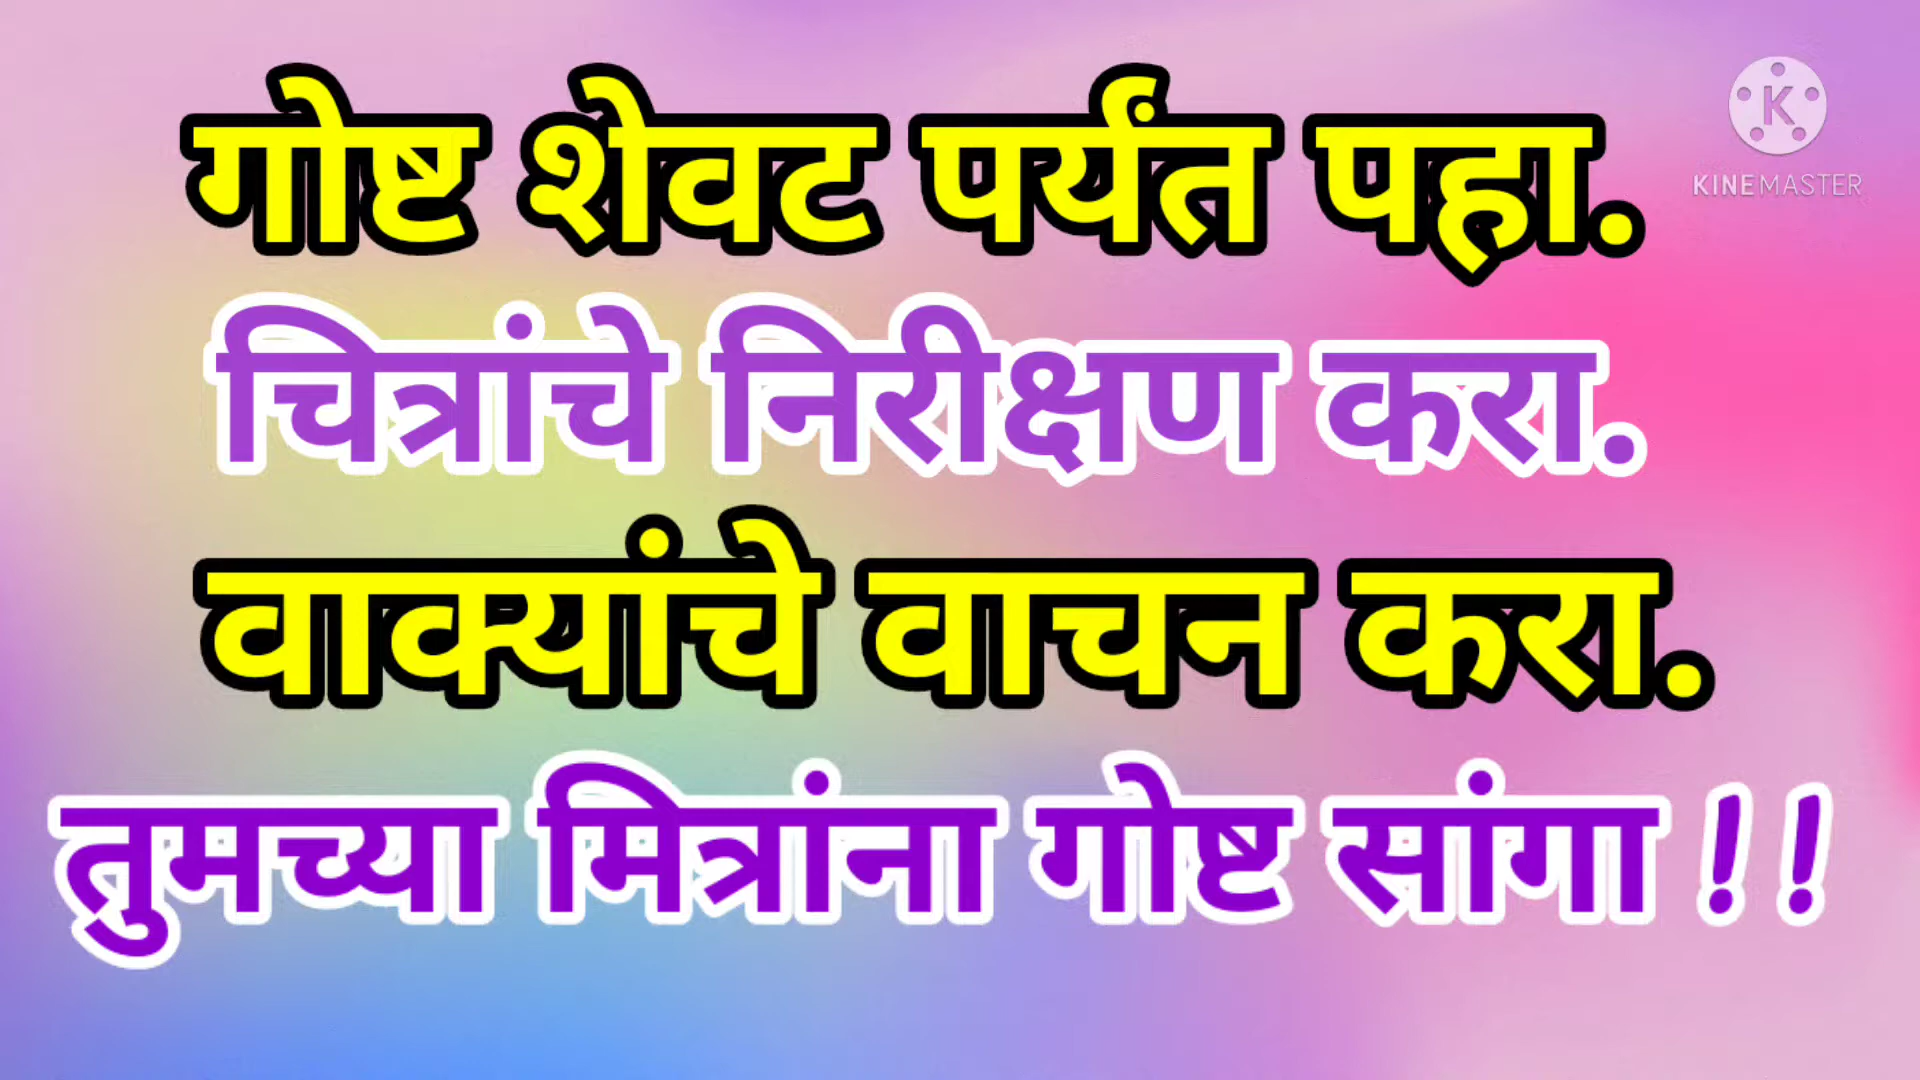 गोष्ट शेवट पर्यंत पहा.
K
KINEMASTER
चित्रांचे निरीक्षण करा.
वाक्यांचे वाचन करा.
तुमच्या मित्रांना गोष्ट सांगा !!